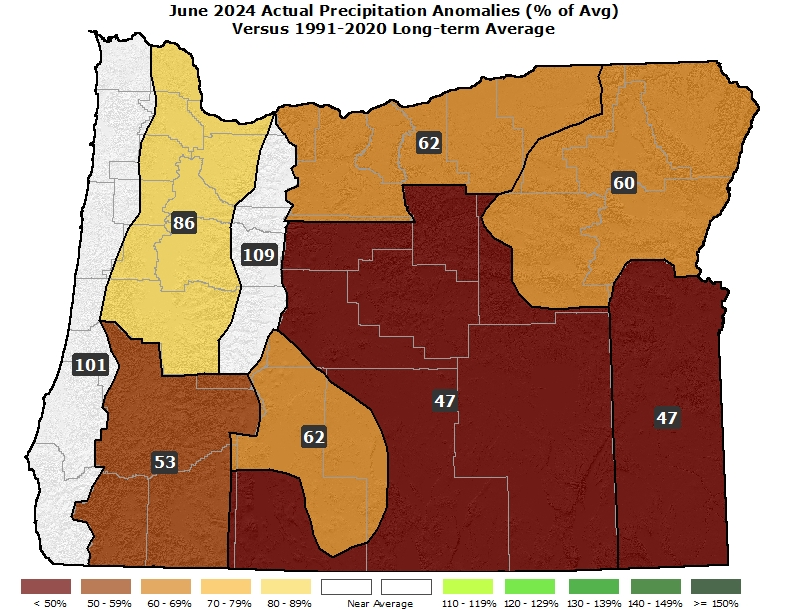 June 2024 Actual Precipitation Anomalies (% of Avg)
Versus 1991-2020 Long-term Average
62
60
86
109
101
47
47
62
53
< 50%
50 - 59%
60 - 69%
70 - 79%
80 - 89%
Near Average
110 - 119%
120 - 129%
130 - 139%
140 - 149%
>= 150%